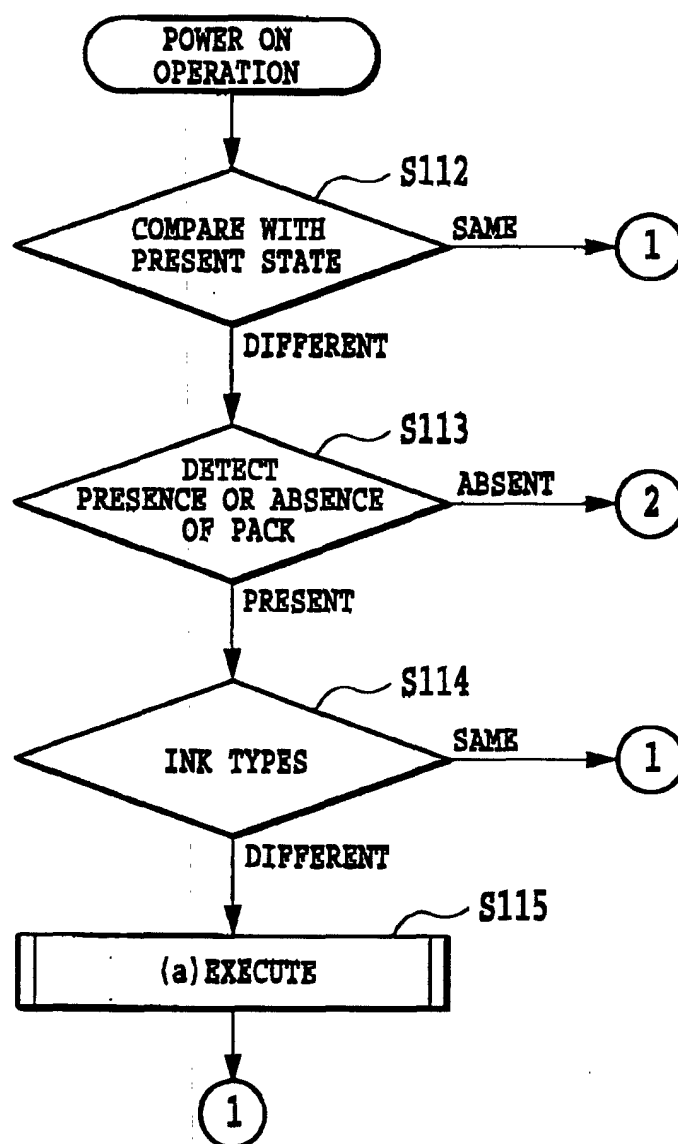 POWER ON
OPERATION
S112
COMPARE WITH
PRESENT STATE
SAME
1
DIFFERENT
S113
DETECT
PRESENCE OR ABSENCE
OF PACK
ABSENT
2
PRESENT
S114
INK TYPES
SAME
1
DIFFERENT
S115
(a)EXECUTE
1